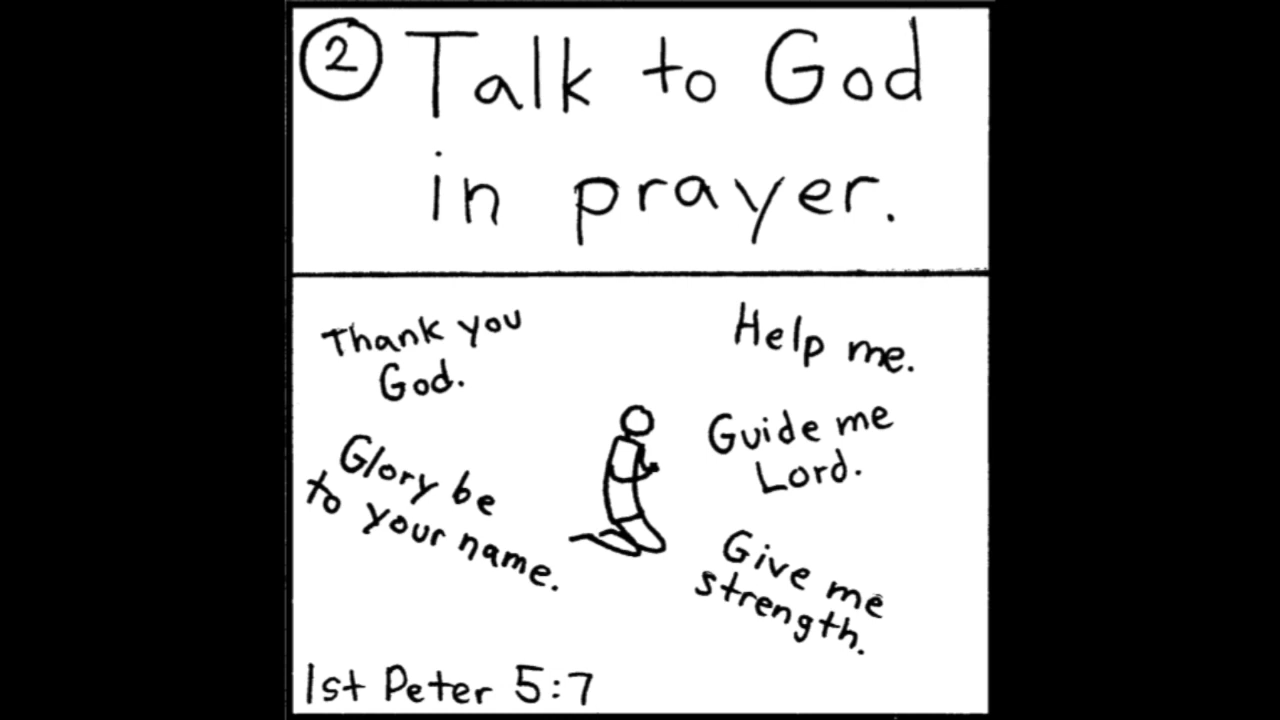 2 Talk to God
in prayer.
Thank you
God.
Glory be
to your name.
Help me.
Guide me
Lord.
Give me
strength.
1st Peter 5:7